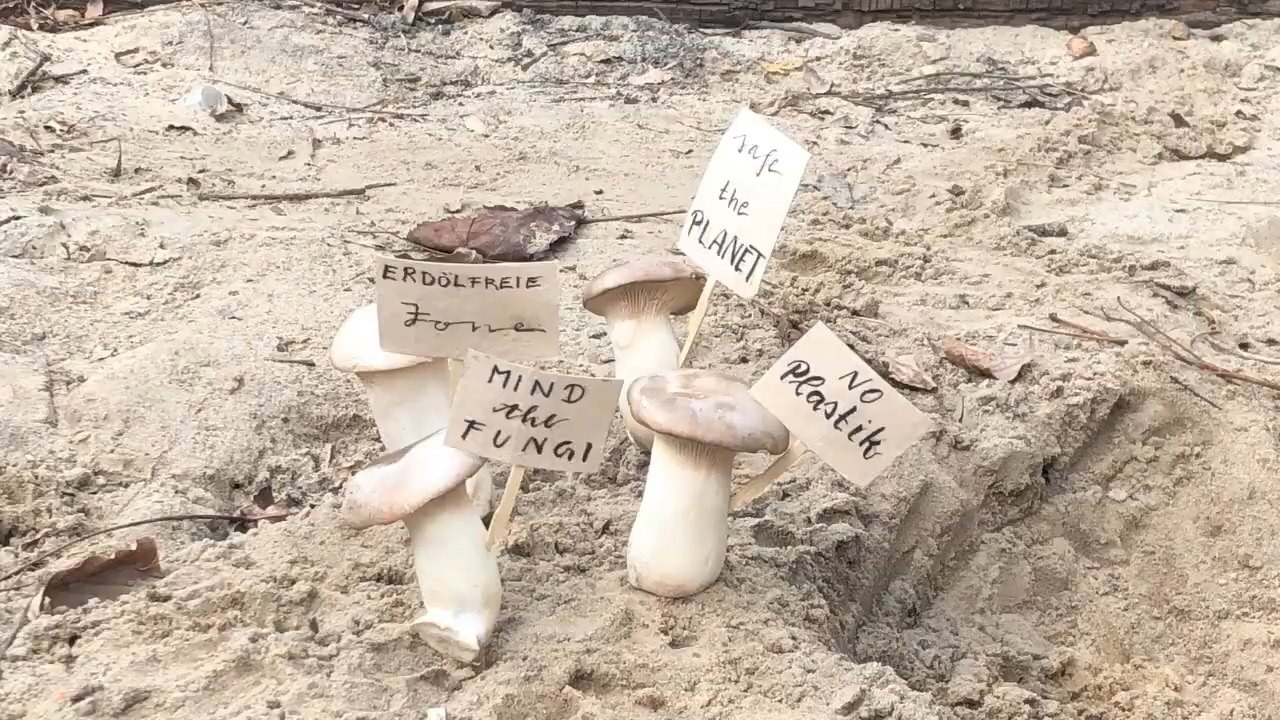 safe
the
PLANET
ERDÖLFREIE
Zone
MIND
the
FUNGI
NO
Plastik